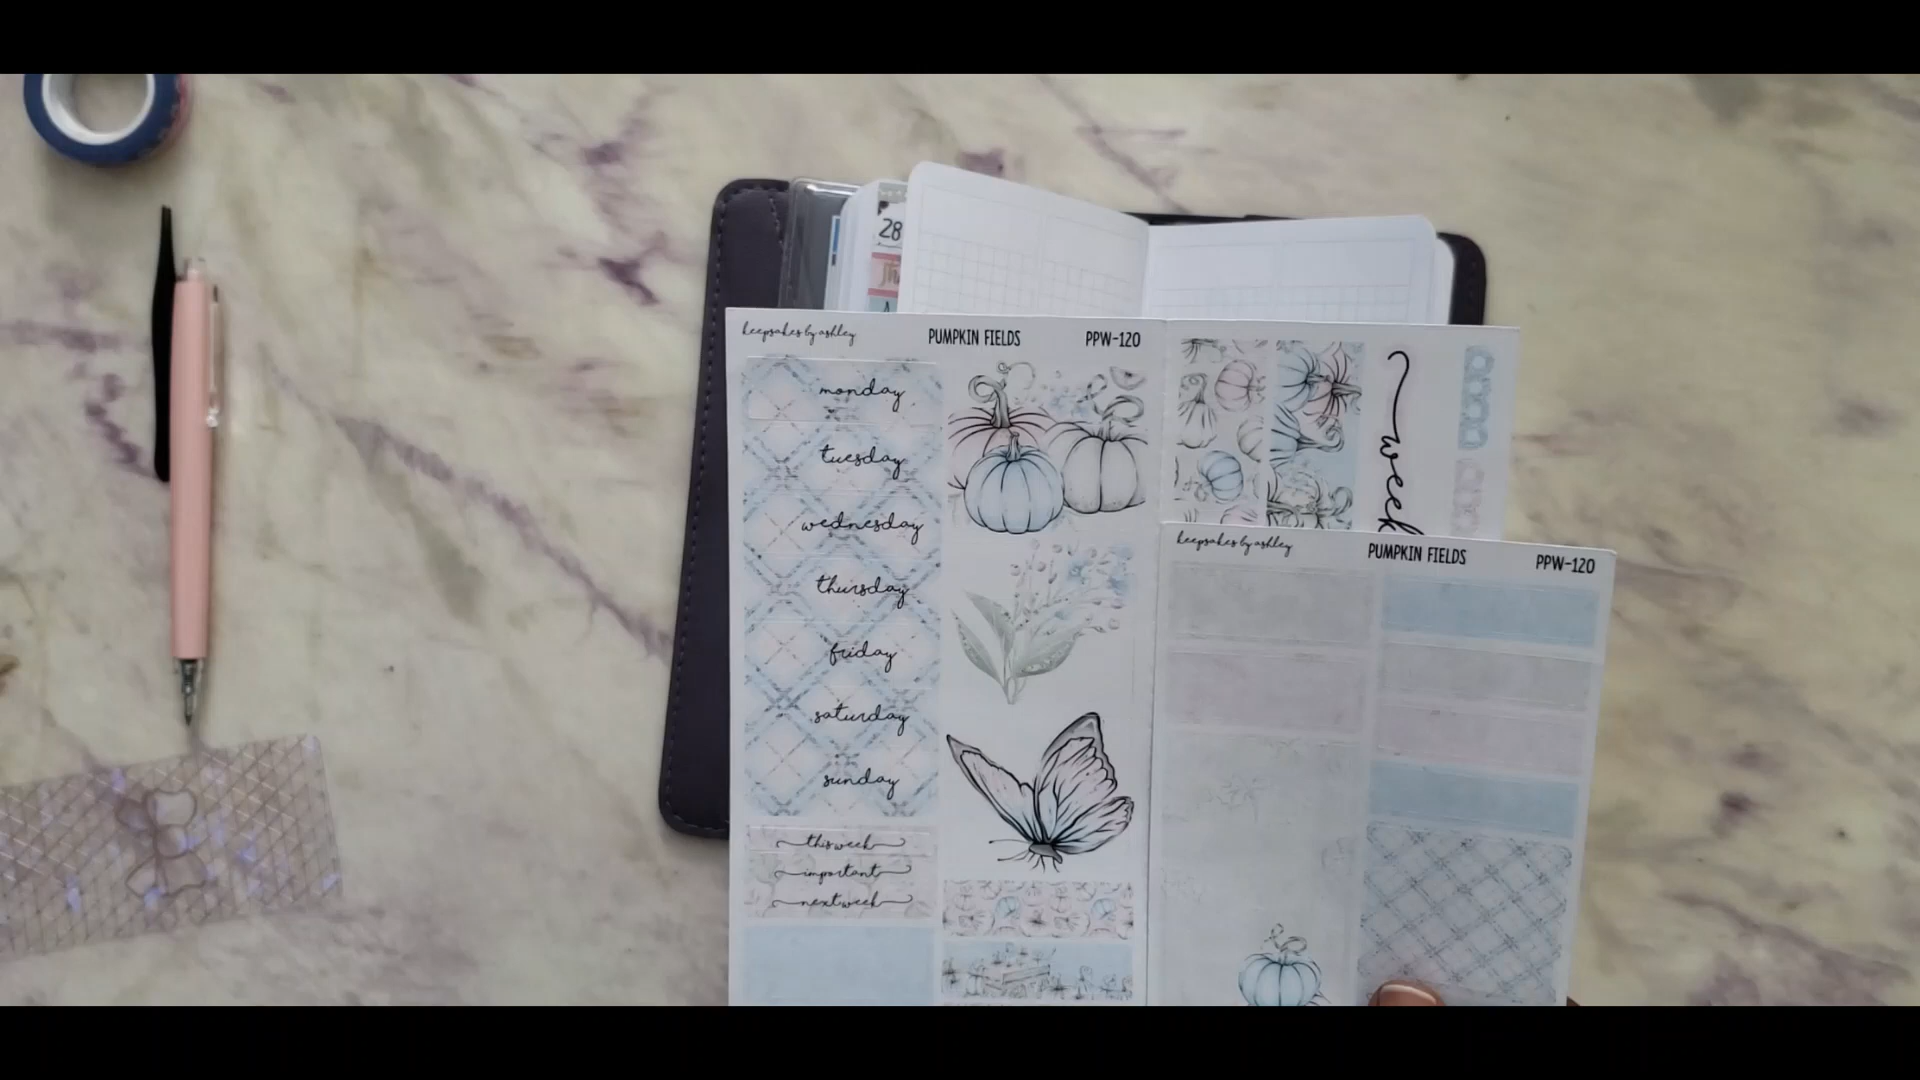 28
keepsakes by ashley PUMPKIN FIELDS PPW-120
monday
tuesday
wednesday
thursday
friday
saturday
sunday
this week
important
next week
week
keepsakes by ashley PUMPKIN FIELDS PPW-120